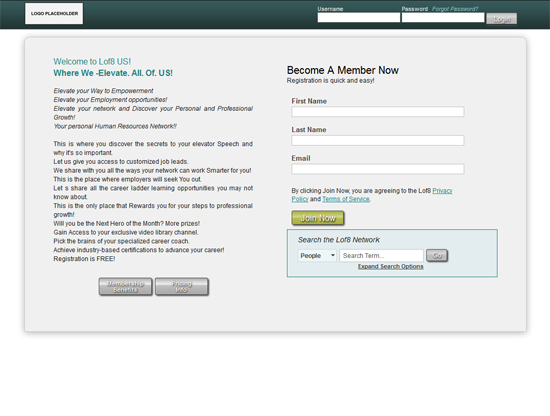 LOGO PLACEHOLDER
Username
Password Forgot Password?
Login
Welcome to Lof8 US!
Where We -Elevate. All. Of. US!
Elevate your Way to Empowerment
Elevate your Employment opportunities!
Elevate your network and Discover your Personal and Professional
Growth!
Your personal Human Resources Network!!
This is where you discover the secrets to your elevator Speech and
why it's so important.
Let us give you access to customized job leads.
We share with you all the ways your network can work Smarter for you!
This is the place where employers will seek You out.
Let s share all the career ladder learning opportunities you may not
know about.
This is the only place that Rewards you for your steps to professional
growth!
Will you be the Next Hero of the Month? More prizes!
Gain Access to your exclusive video library channel.
Pick the brains of your specialized career coach.
Achieve industry-based certifications to advance your career!
Registration is FREE!
Membership
Benefits
Pricing
Info
Become A Member Now
Registration is quick and easy!
First Name
Last Name
Email
By clicking Join Now, you are agreeing to the Lof8 Privacy
Policy and Terms of Service.
Join Now
Search the Lof8 Network
People Search Term... Go
Expand Search Options